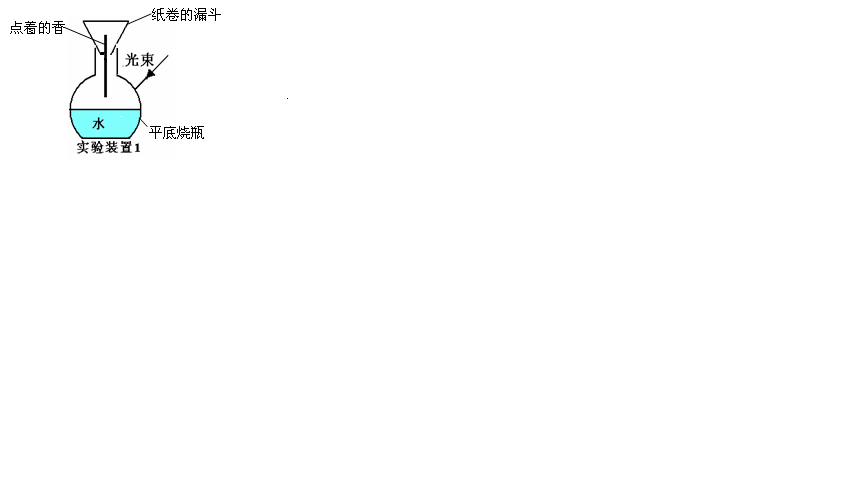 纸卷的漏斗
点着的香
光束
水
平底烧瓶
实验装置1